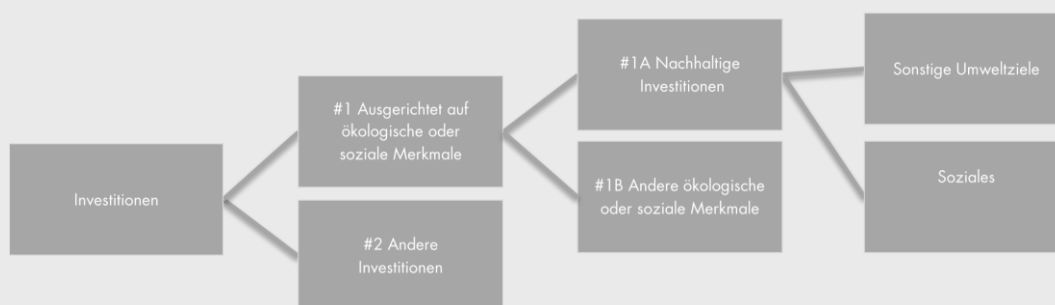 Investitionen
#1 Ausgerichtet auf
ökologische oder
soziale Merkmale
#2 Andere
Investitionen
#1A Nachhaltige
Investitionen
#1B Andere ökologische
oder soziale Merkmale
Sonstige Umweltziele
Soziales